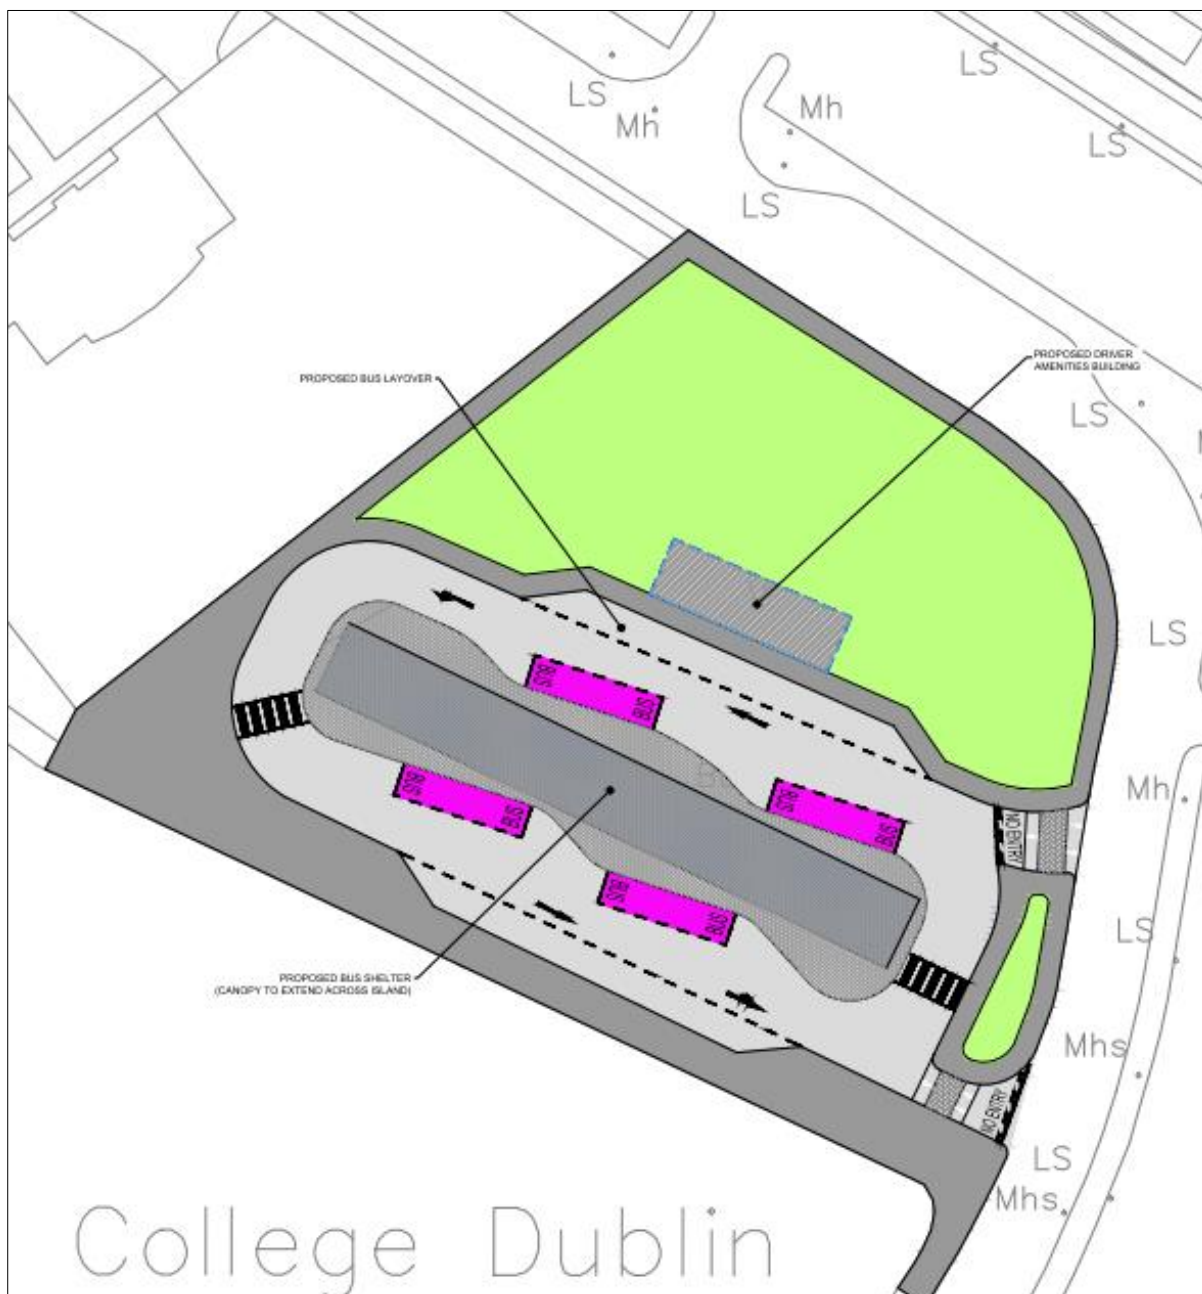 LS
LS
Mh
Mh
LS
LS
PROPOSED DRIVER
AMENITIES BUILDING
PROPOSED BUS LAYOVER
LS
LS
BUS
BUS
BUS
BUS
BUS
BUS
Mh
NO ENTRY
BUS
BUS
LS
PROPOSED BUS SHELTER
(CANOPY TO EXTEND ACROSS ISLAND)
Mhs
NO ENTRY
LS
Mhs
College Dublin